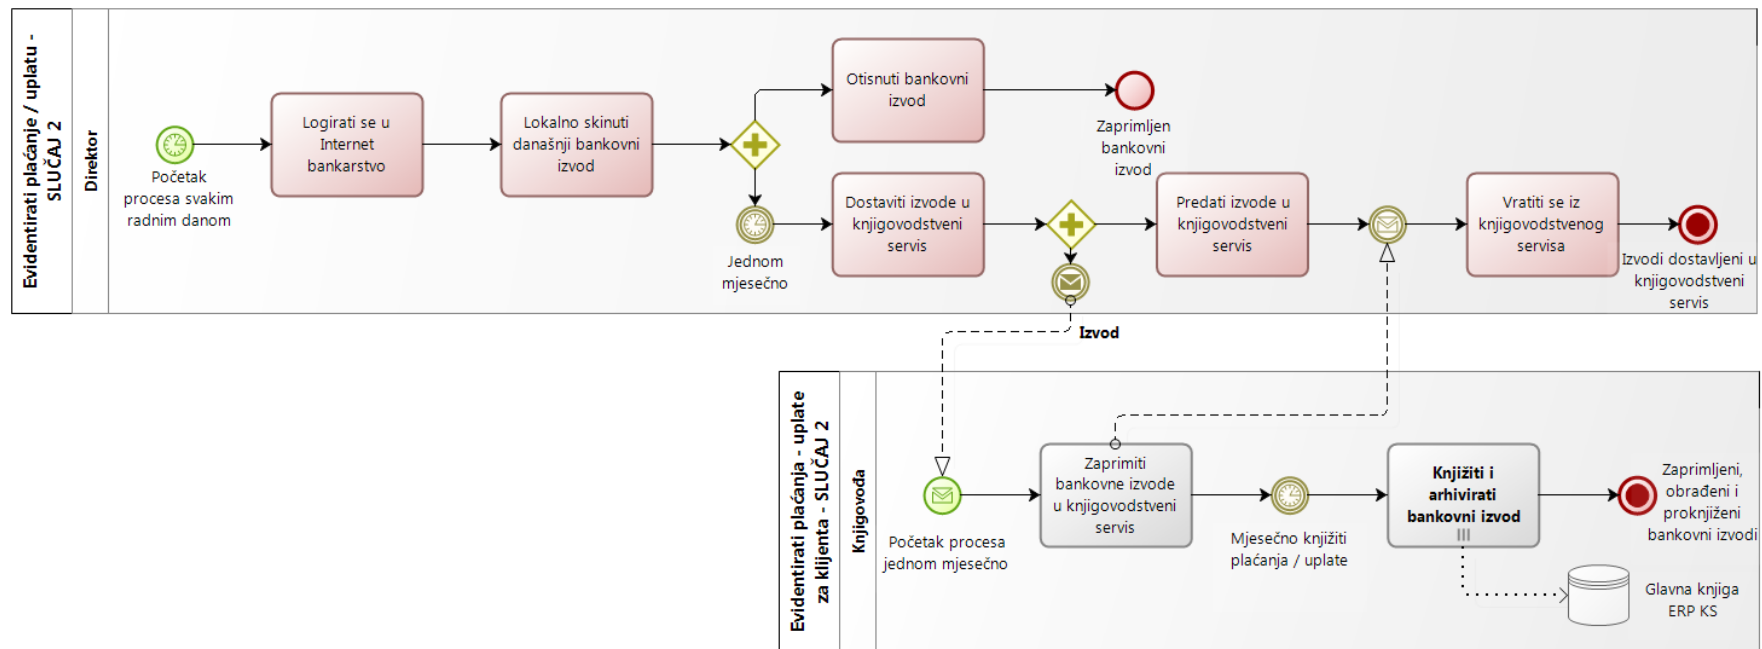 Evidentirati plaćanje / uplatu -
SLUČAJ 2
Direktor
Početak
procesa svakim
radnim danom
Logirati se u
Internet
bankarstvo
Lokalno skinuti
današnji bankovni
izvod
Otisnuti bankovni
izvod
Zaprimljen
bankovni
izvod
Jednom
mjesečno
Dostaviti izvode u
knjigovodstveni
servis
Predati izvode u
knjigovodstveni
servis
Vratiti se iz
knjigovodstvenog
servisa
Izvodi dostavljeni u
knjigovodstveni
servis
Izvod
Evidentirati plaćanja - uplate
za klijenta - SLUČAJ 2
Knjigovođa
Početak procesa
jednom mjesečno
Zaprimiti
bankovne izvode
u knjigovodstveni
servis
Mjesečno knjižiti
plaćanja / uplate
Knjižiti i
arhivirati
bankovni izvod
Zaprimljeni,
obrađeni i
proknjiženi
bankovni izvodi
Glavna knjiga
ERP KS